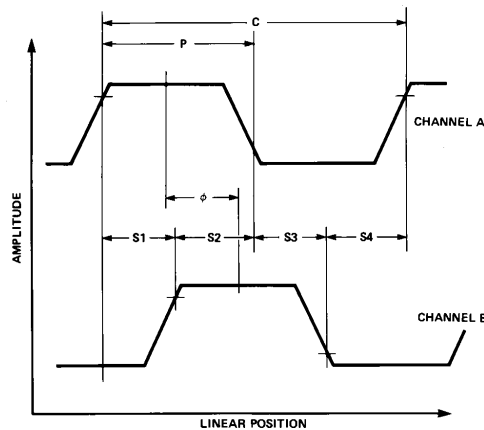 C
P
CHANNEL A
ϕ
S1 S2 S3 S4
AMPLITUDE
CHANNEL B
LINEAR POSITION